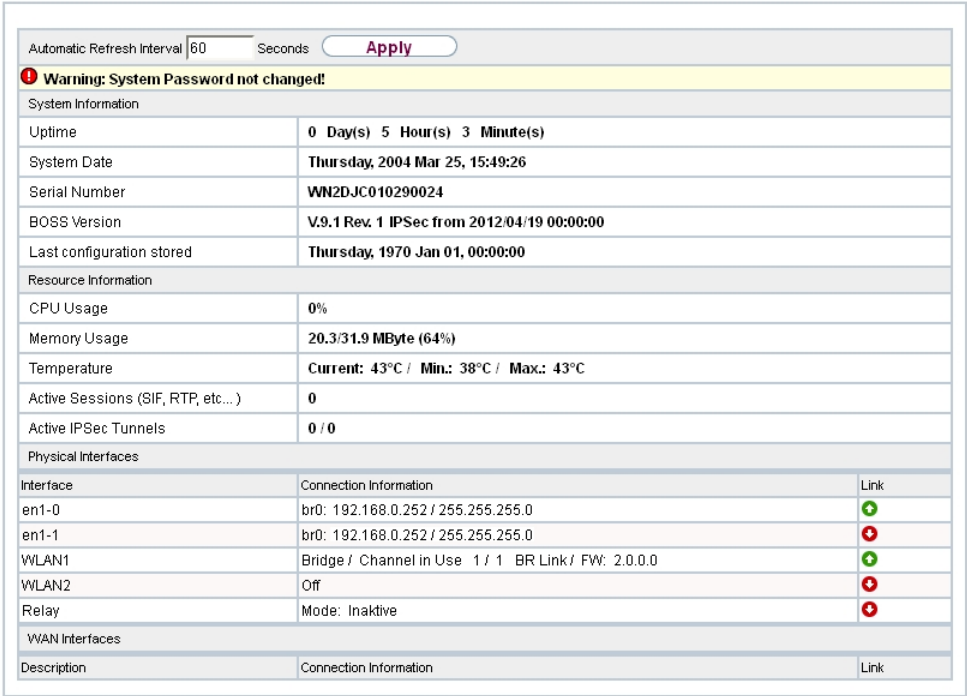 Automatic Refresh Interval 60 Seconds Apply
Warning: System Password not changed!
System Information
Uptime 0 Day(s) 5 Hour(s) 3 Minute(s)
System Date Thursday, 2004 Mar 25, 15:49:26
Serial Number WN2DJC010290024
BOSS Version V.9.1 Rev. 1 IPSec from 2012/04/19 00:00:00
Last configuration stored Thursday, 1970 Jan 01, 00:00:00
Resource Information
CPU Usage 0%
Memory Usage 20.3/31.9 MByte (64%)
Temperature Current: 43°C / Min.: 38°C / Max.: 43°C
Active Sessions (SIF, RTP, etc... ) 0
Active IPSec Tunnels 0 / 0
Physical Interfaces
Interface Connection Information Link
en1-0 br0: 192.168.0.252 / 255.255.255.0
en1-1 br0: 192.168.0.252 / 255.255.255.0
WLAN1 Bridge / Channel in Use 1 / 1 BR Link / FW: 2.0.0.0
WLAN2 Off
Relay Mode: Inaktive
WAN Interfaces
Description Connection Information Link